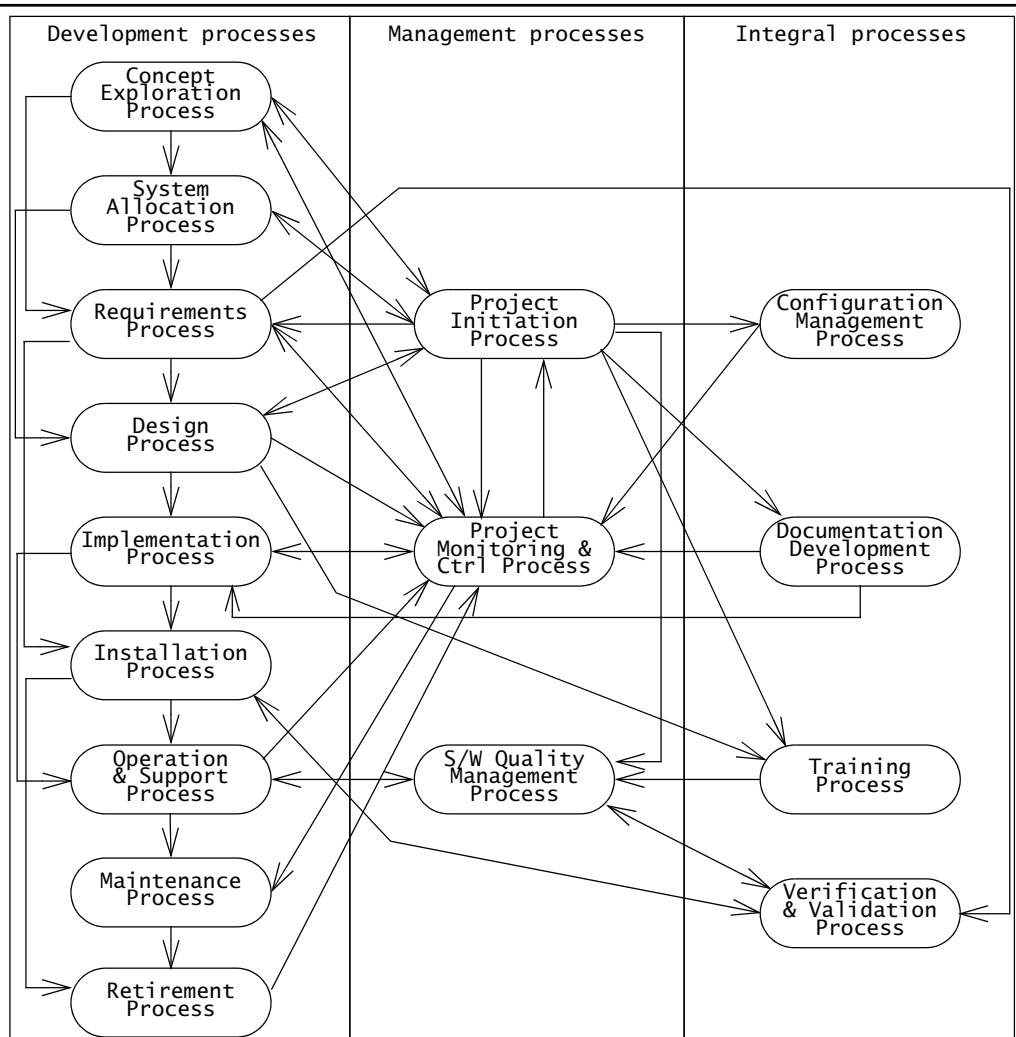 Development processes
Management processes
Integral processes
Concept
Exploration
Process
System
Allocation
Process
Requirements
Process
Design
Process
Implementation
Process
Installation
Process
Operation
& Support
Process
Maintenance
Process
Retirement
Process
Project
Initiation
Process
Project
Monitoring &
Ctrl Process
S/W Quality
Management
Process
Configuration
Management
Process
Documentation
Development
Process
Training
Process
Verification
& Validation
Process